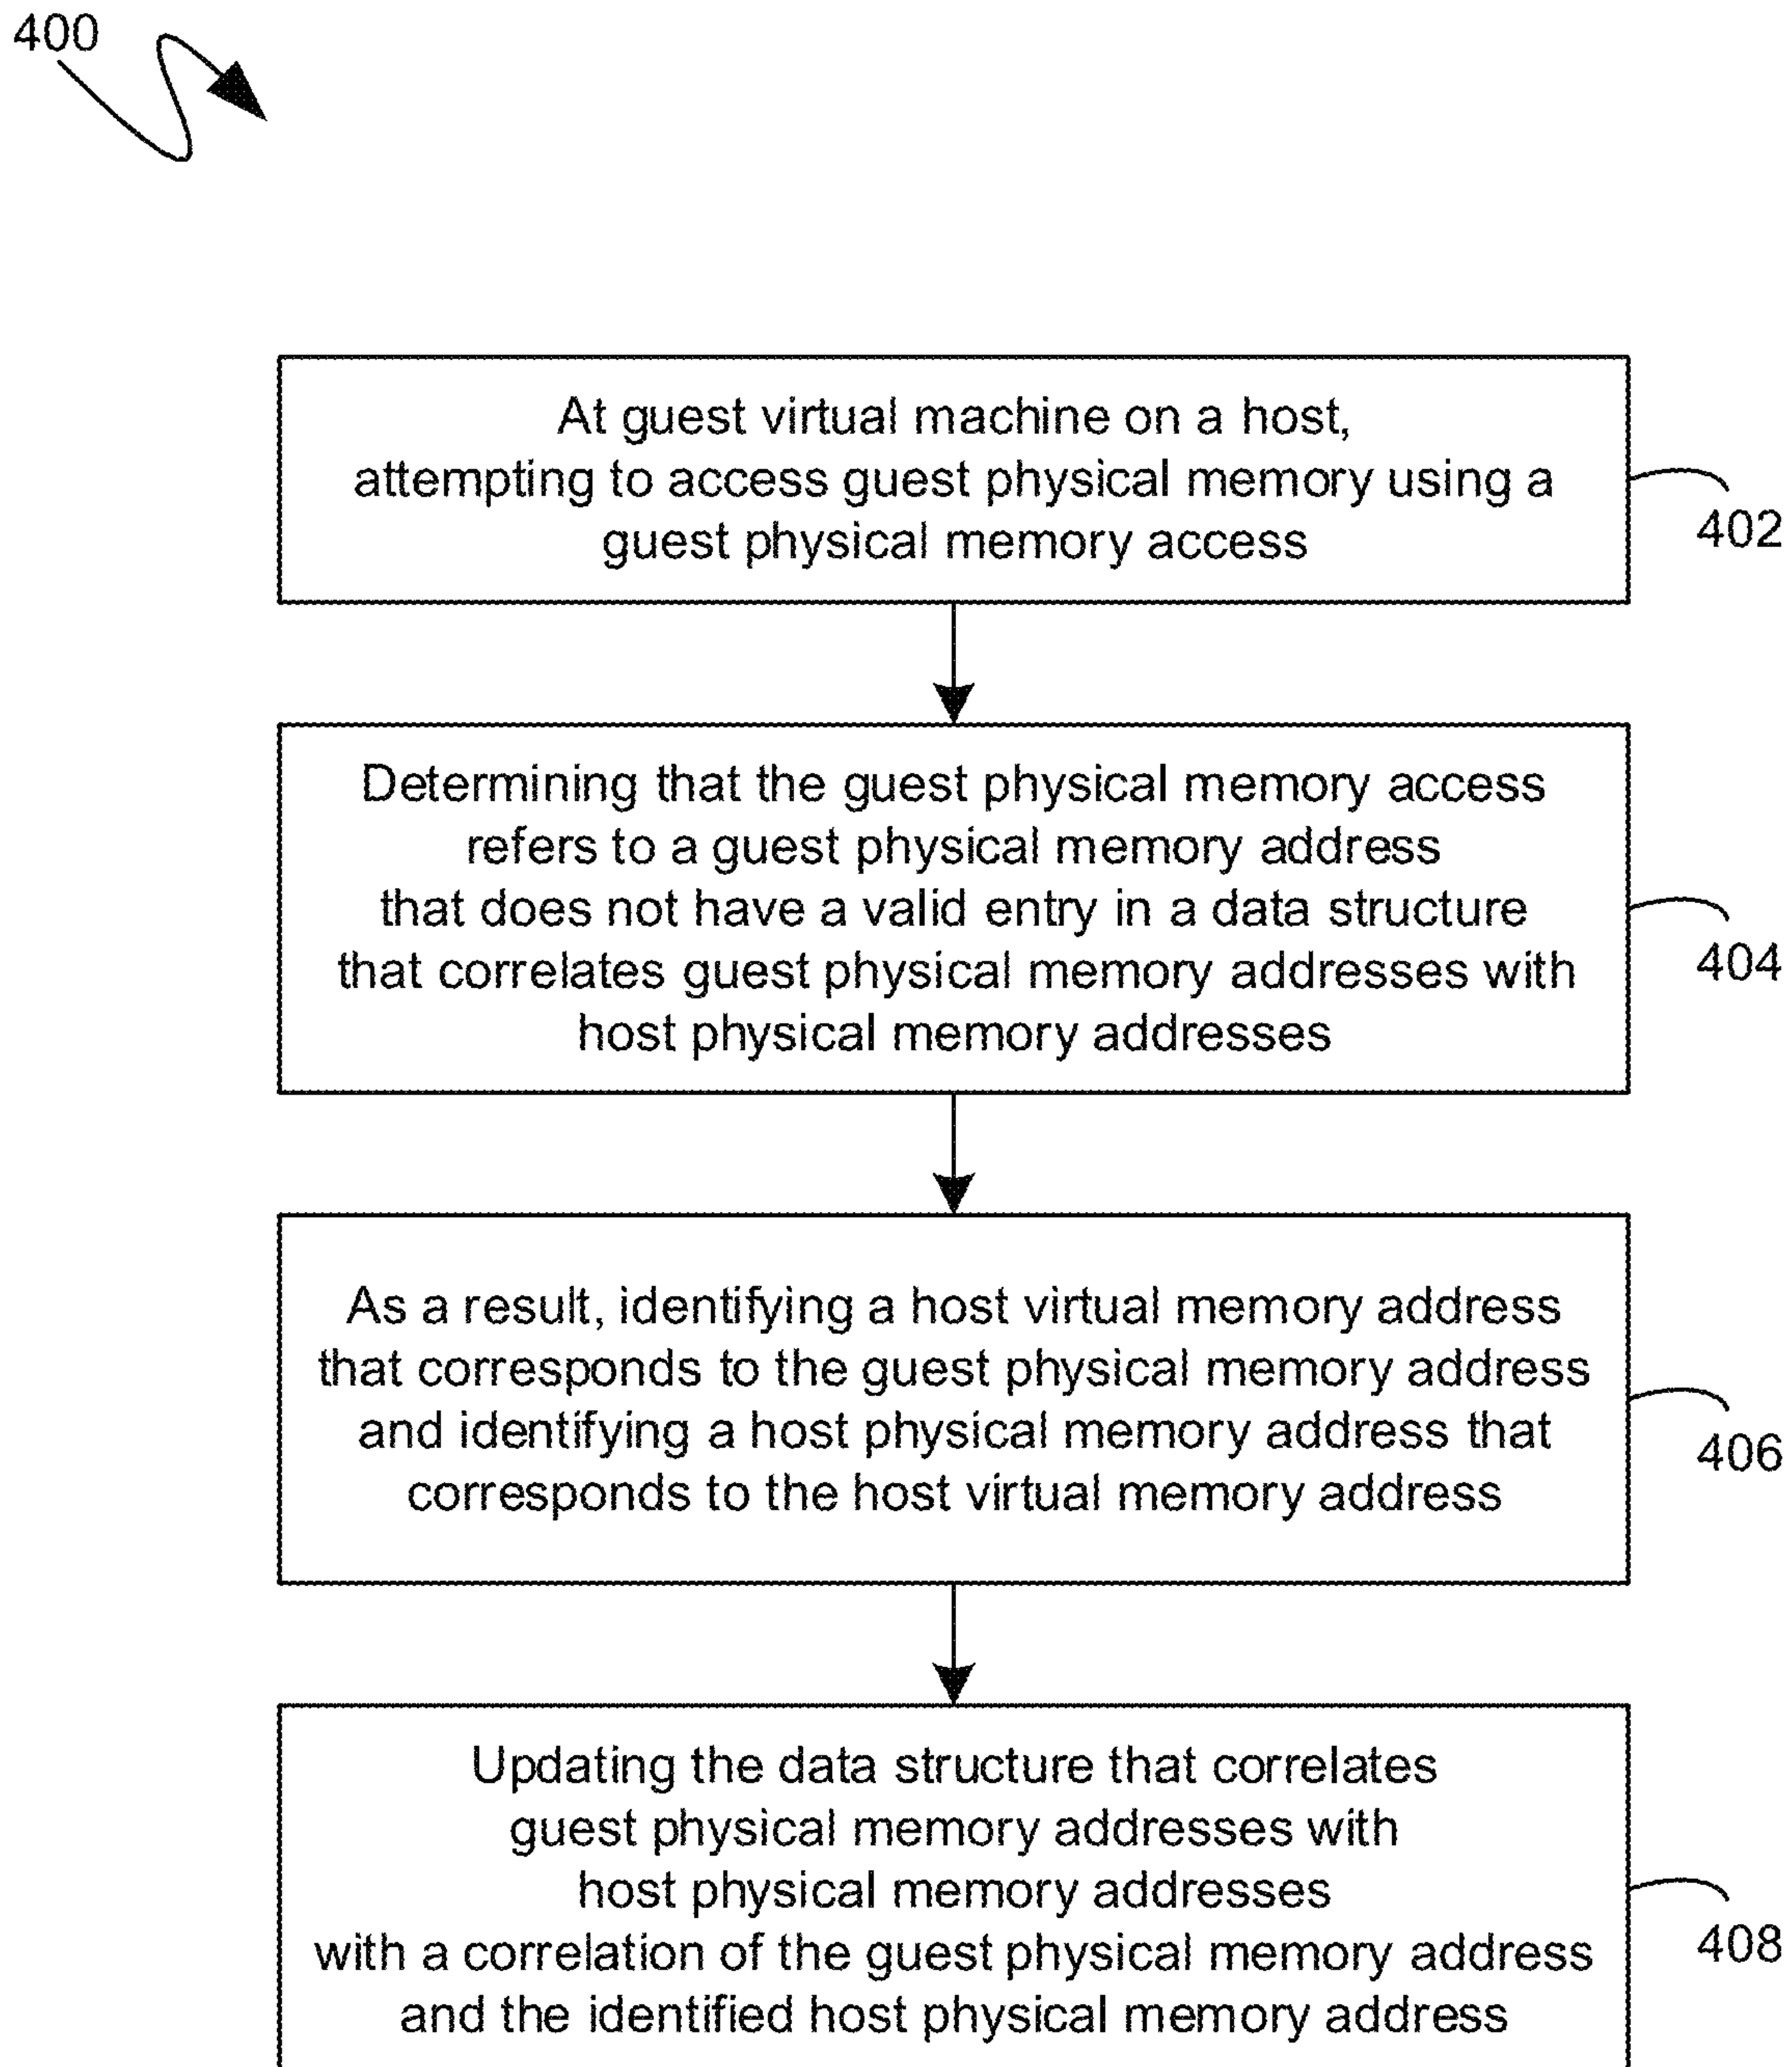 400
At guest virtual machine on a host,
attempting to access guest physical memory using a
guest physical memory access
402
Determining that the guest physical memory access
refers to a guest physical memory address
that does not have a valid entry in a data structure
that correlates guest physical memory addresses with
host physical memory addresses
404
As a result, identifying a host virtual memory address
that corresponds to the guest physical memory address
and identifying a host physical memory address that
corresponds to the host virtual memory address
406
Updating the data structure that correlates
guest physical memory addresses with
host physical memory addresses
with a correlation of the guest physical memory address
and the identified host physical memory address
408